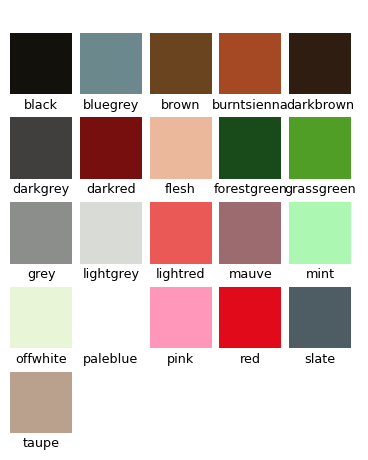 black bluegrey brown burntsienna darkbrown
darkgrey darkred flesh forestgreen grassgreen
grey lightgrey lightred mauve mint
offwhite paleblue pink red slate
taupe